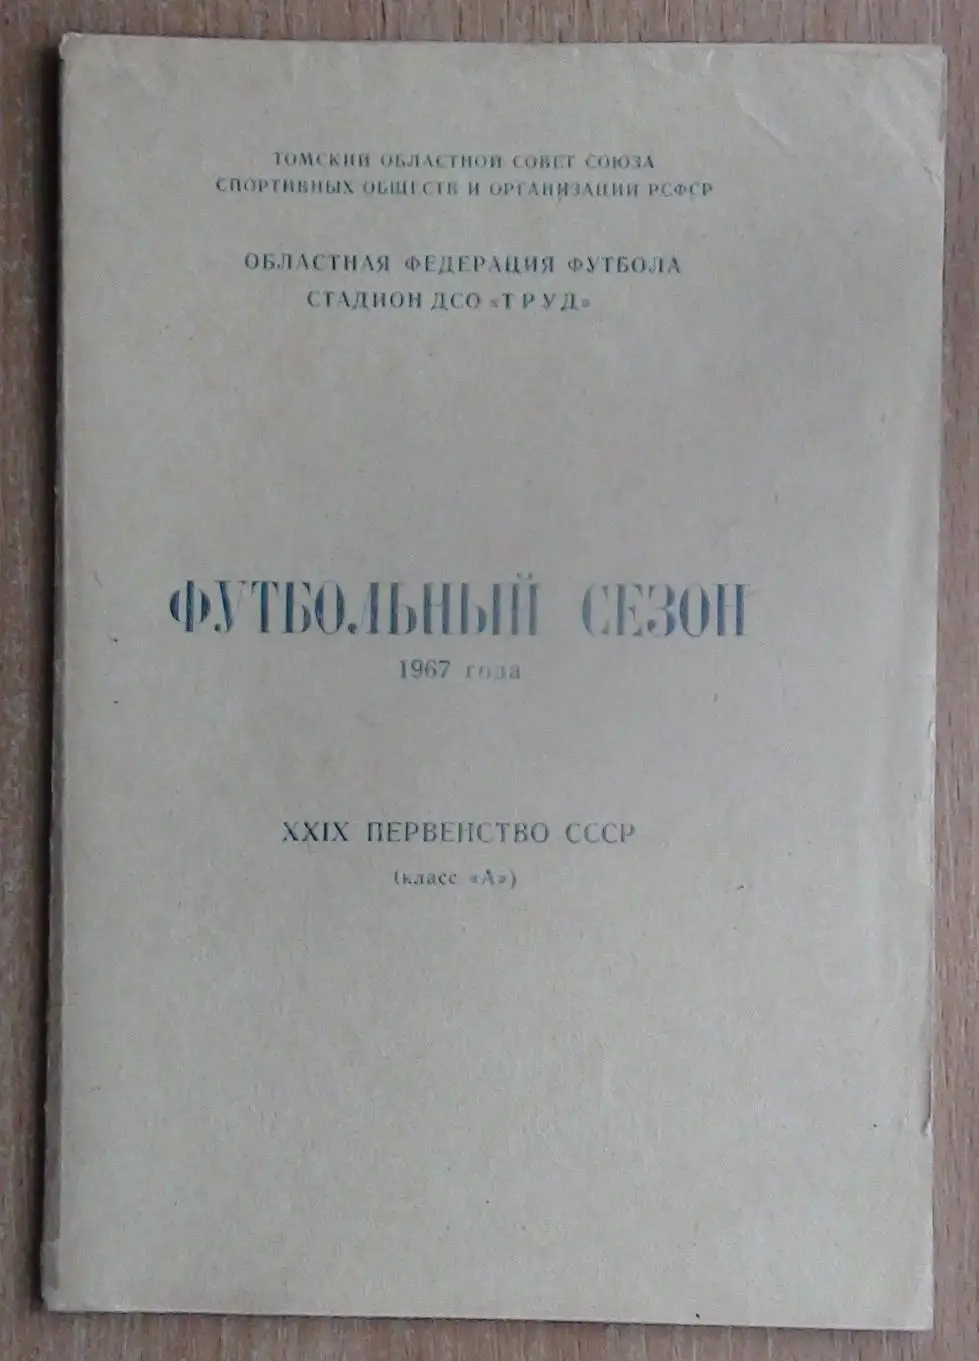 ТОМСКИЙ ОБЛАСТНОЙ СОВЕТ СОЮЗА
СПОРТИВНЫХ ОБЩЕСТВ И ОРГАНИЗАЦИЙ РСФСР
ОБЛАСТНАЯ ФЕДЕРАЦИЯ ФУТБОЛА
СТАДИОН ДСО «ТРУД»
ФУТБОЛЬНЫЙ СЕЗОН
1967 года
XXIX ПЕРВЕНСТВО СССР
(класс «А»)